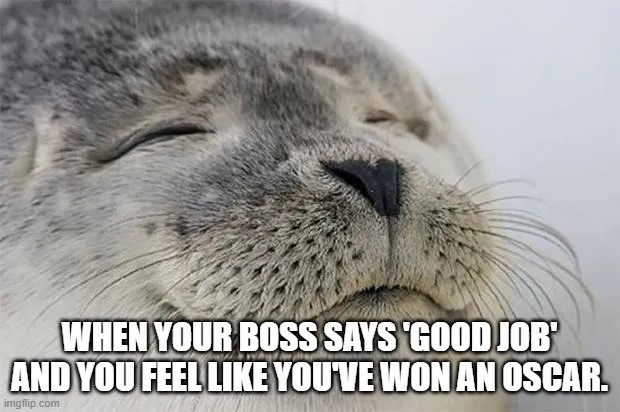 WHEN YOUR BOSS SAYS 'GOOD JOB'
AND YOU FEEL LIKE YOU'VE WON AN OSCAR.
imgflip.com